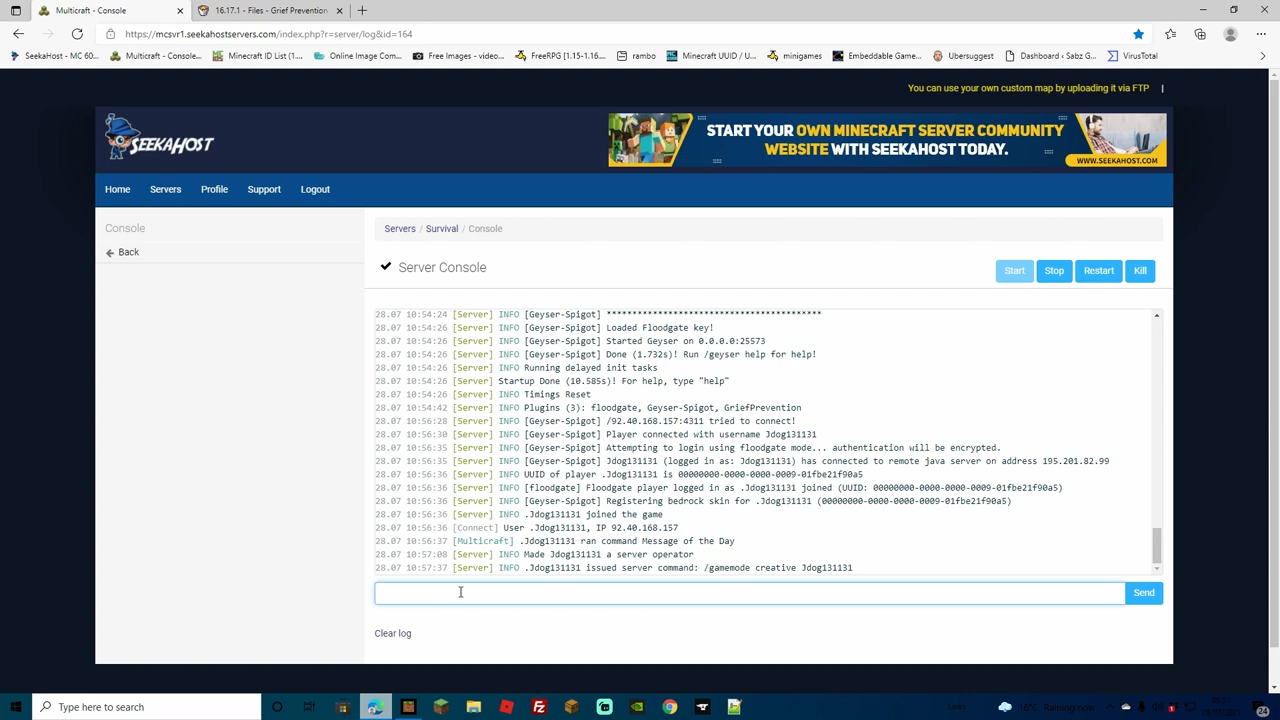 Multicraft - Console
16.17.1 - Files - Grief Prevention
https://mcsvr1.seekahostservers.com/index.php?r=server/log&id=164
SeekaHost - MC 60...
Multicraft - Console...
Minecraft ID List (1....
Online Image Com...
Free Images - video...
FreeRPG [1.15-1.16....
rambo
Minecraft UUID / U...
minigames
Embeddable Game...
Ubersuggest
Dashboard ‹ Sabz G...
VirusTotal
You can use your own custom map by uploading it via FTP |
SEEKAHOST
START YOUR OWN MINECRAFT SERVER COMMUNITY
WEBSITE WITH SEEKAHOST TODAY.
WWW.SEEKAHOST.COM
Home Servers Profile Support Logout
Console
Back
Servers / Survival / Console
Server Console
Start Stop Restart Kill
28.07 10:54:24 [Server] INFO [Geyser-Spigot] ******************************************
28.07 10:54:26 [Server] INFO [Geyser-Spigot] Loaded Floodgate key!
28.07 10:54:26 [Server] INFO [Geyser-Spigot] Started Geyser on 0.0.0.0:25573
28.07 10:54:26 [Server] INFO [Geyser-Spigot] Done (1.732s)! Run /geyser help for help!
28.07 10:54:26 [Server] INFO Running delayed init tasks
28.07 10:54:26 [Server] Startup Done (10.585s)! For help, type "help"
28.07 10:54:26 [Server] INFO Timings Reset
28.07 10:54:42 [Server] INFO Plugins (3): floodgate, Geyser-Spigot, GriefPrevention
28.07 10:56:28 [Server] INFO [Geyser-Spigot] /92.40.168.157:4311 tried to connect!
28.07 10:56:30 [Server] INFO [Geyser-Spigot] Player connected with username Jdog131131
28.07 10:56:35 [Server] INFO [Geyser-Spigot] Attempting to login using floodgate mode... authentication will be encrypted.
28.07 10:56:35 [Server] INFO [Geyser-Spigot] Jdog131131 (logged in as: Jdog131131) has connected to remote java server on address 195.201.82.99
28.07 10:56:36 [Server] INFO UUID of player .Jdog131131 is 00000000-0000-0000-0009-01fbe21f90a5
28.07 10:56:36 [Server] INFO [floodgate] Floodgate player logged in as .Jdog131131 joined (UUID: 00000000-0000-0000-0009-01fbe21f90a5)
28.07 10:56:36 [Server] INFO [Geyser-Spigot] Registering bedrock skin for .Jdog131131 (00000000-0000-0000-0009-01fbe21f90a5)
28.07 10:56:36 [Server] INFO .Jdog131131 joined the game
28.07 10:56:36 [Connect] User .Jdog131131, IP 92.40.168.157
28.07 10:56:37 [Multicraft] .Jdog131131 ran command Message of the Day
28.07 10:57:08 [Server] INFO Made Jdog131131 a server operator
28.07 10:57:37 [Server] INFO .Jdog131131 issued server command: /gamemode creative Jdog131131
Send
Clear log
Type here to search
Links
16°C Raining now
24